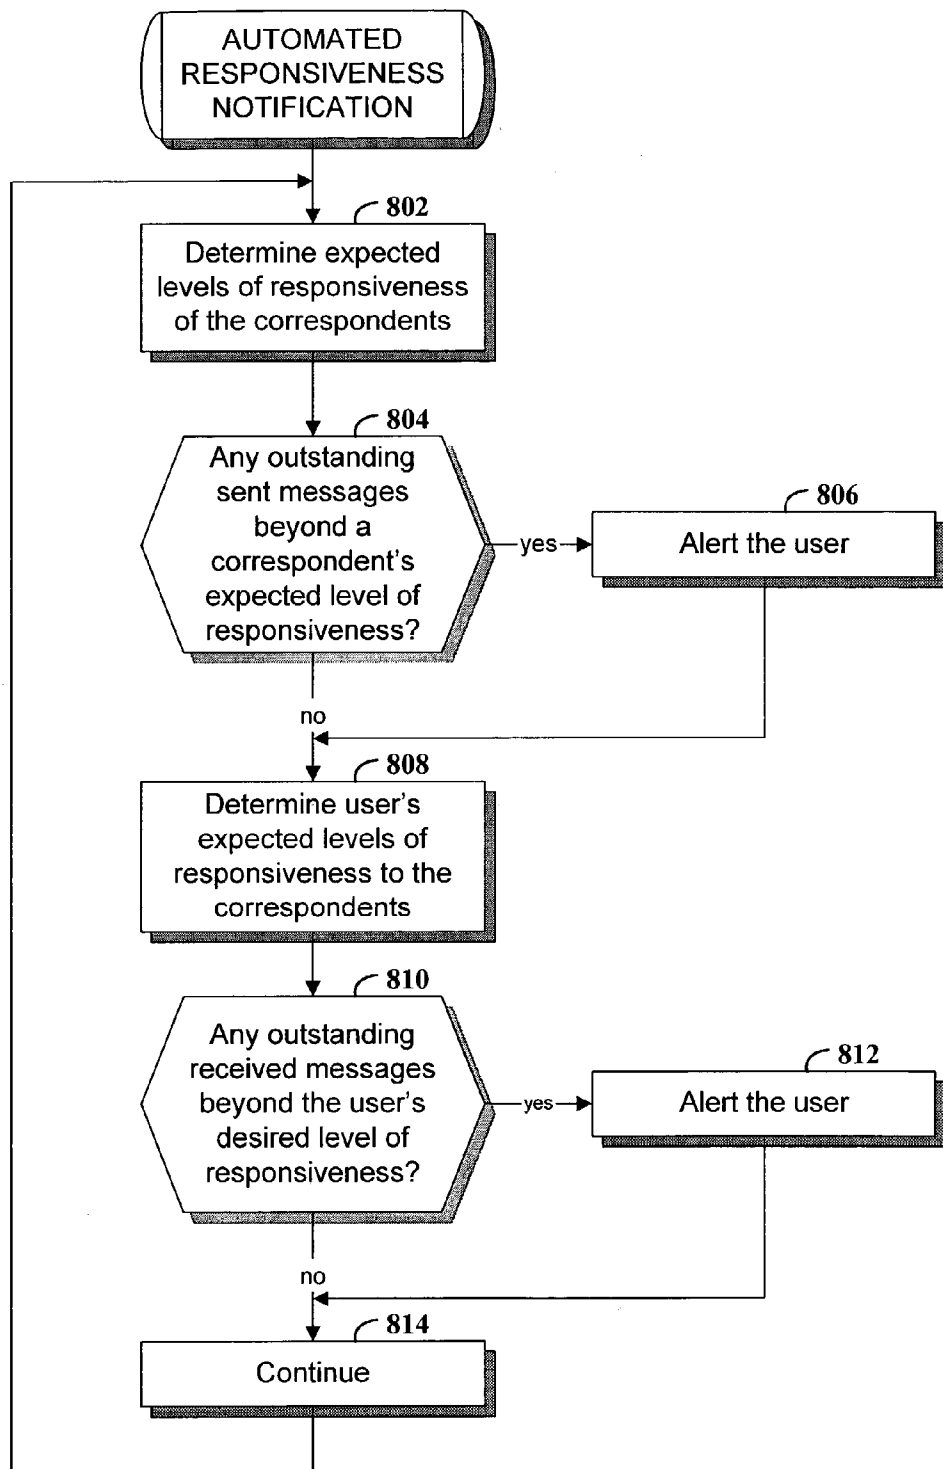 AUTOMATED
RESPONSIVENESS
NOTIFICATION
802
Determine expected
levels of responsiveness
of the correspondents
804
Any outstanding
sent messages
beyond a
correspondent's
expected level of
responsiveness?
yes
806
Alert the user
no
808
Determine user's
expected levels of
responsiveness to the
correspondents
810
Any outstanding
received messages
beyond the user's
desired level of
responsiveness?
yes
812
Alert the user
no
814
Continue